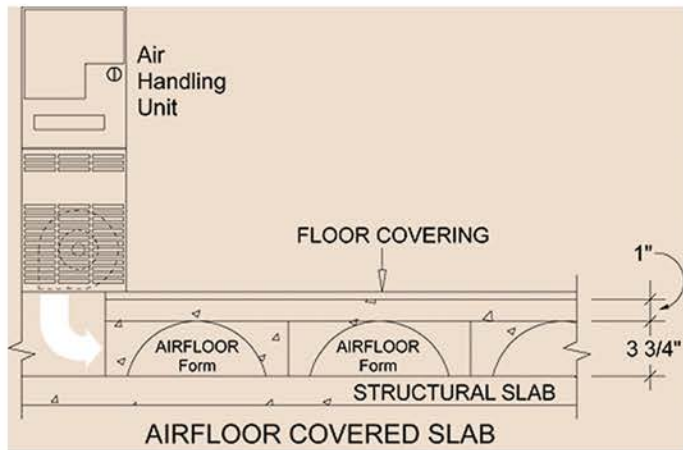 Air
Handling
Unit
FLOOR COVERING
1"
AIRFLOOR
Form
AIRFLOOR
Form
3 3/4"
STRUCTURAL SLAB
AIRFLOOR COVERED SLAB